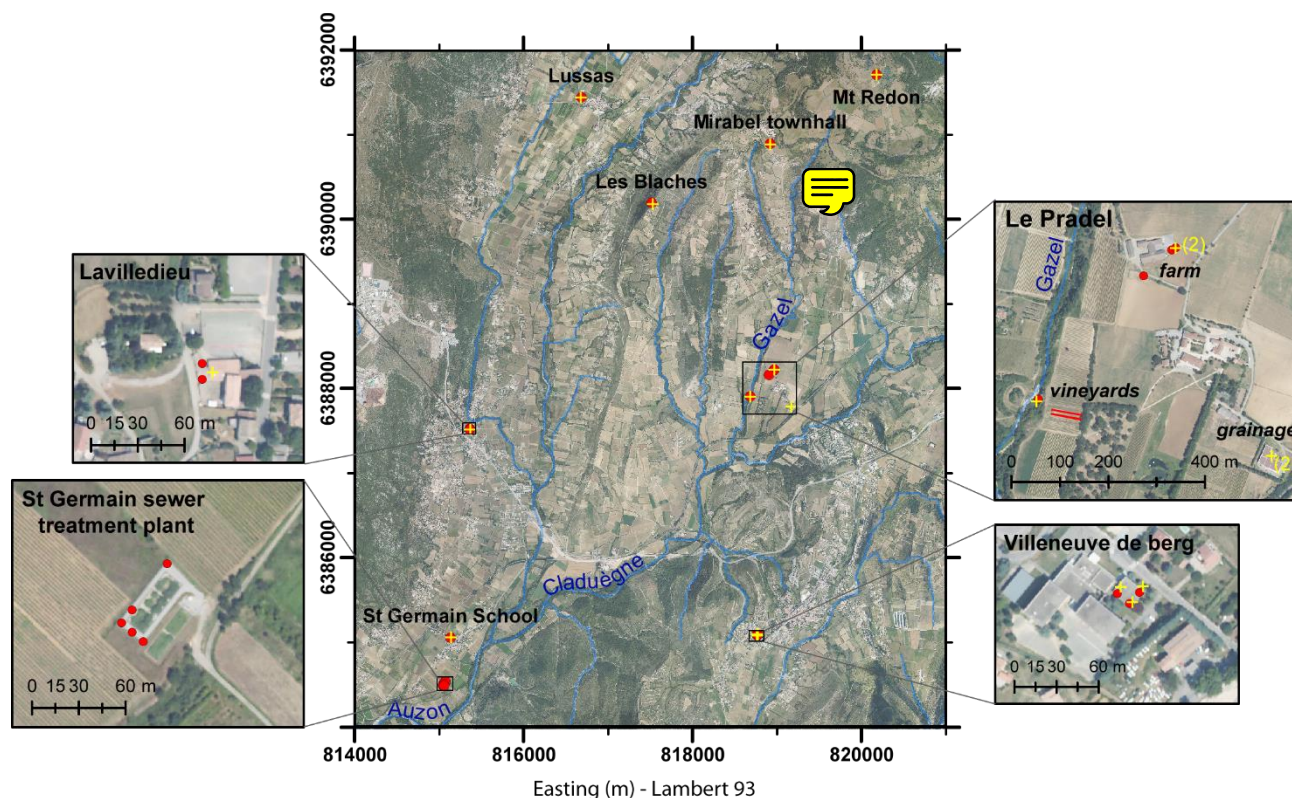 6392000
6390000
6388000
6386000
814000
816000
818000
820000
Easting (m) - Lambert 93
Lussas
Mt Redon
Mirabel townhall
Les Blaches
Gazel
Claduegne
St Germain School
Auzon
Lavilledieu
0 15 30 60 m
St Germain sewer
treatment plant
0 15 30 60 m
Le Pradel
Gazel
(2)
farm
vineyards
grainage
(2)
0 100 200 400 m
Villeneuve de berg
0 15 30 60 m